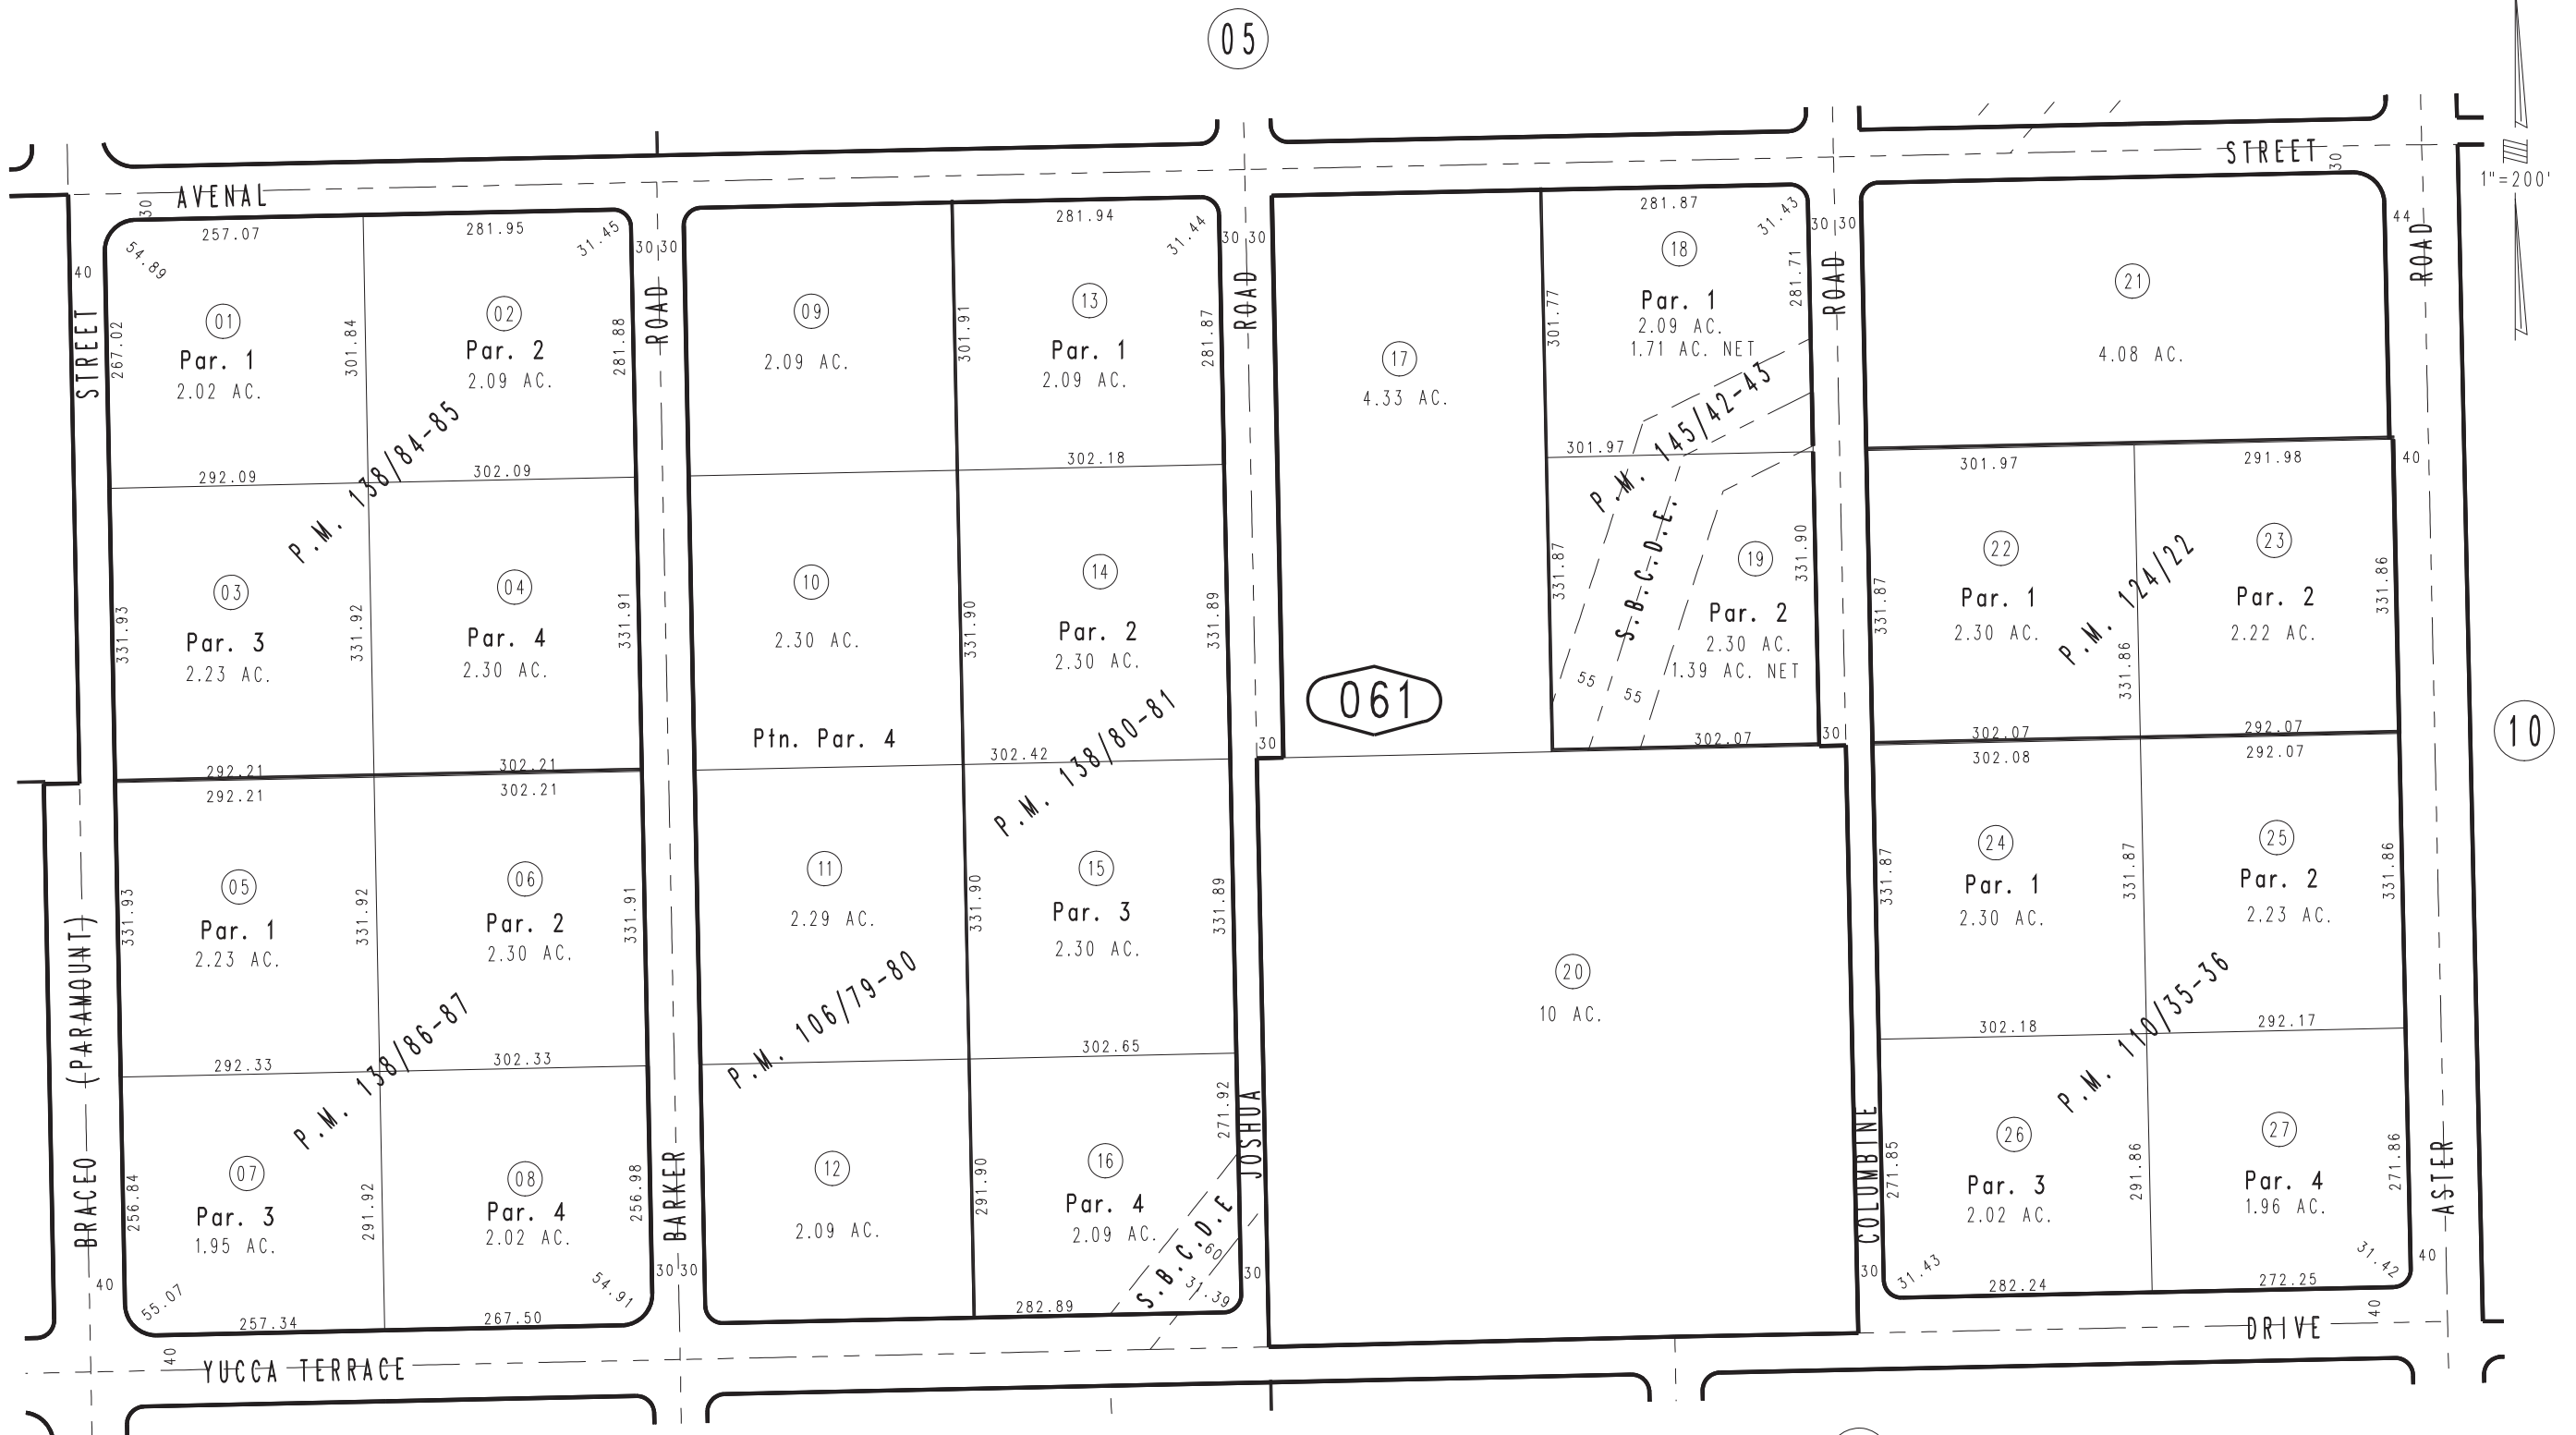 05
AVENAL
STREET
30
30
1"=200'
257.07
281.95
31.45
54.89
40
STREET
267.02
01
Par. 1
2.02 AC.
301.84
02
Par. 2
2.09 AC.
281.88
30 30
ROAD
292.09
302.09
P.M. 138/84-85
331.93
03
Par. 3
2.23 AC.
331.92
04
Par. 4
2.30 AC.
331.91
292.21
302.21
292.21
302.21
331.93
05
Par. 1
2.23 AC.
331.92
06
Par. 2
2.30 AC.
331.91
292.33
302.33
P.M. 138/86-87
256.84
07
Par. 3
1.95 AC.
291.92
08
Par. 4
2.02 AC.
256.98
55.07
257.34
267.50
54.91
BRACEO (PARAMOUNT)
40
BARKER
30 30
40
YUCCA TERRACE
09
2.09 AC.
301.91
281.94
31.44
13
Par. 1
2.09 AC.
281.87
302.18
10
2.30 AC.
Ptn. Par. 4
331.90
14
Par. 2
2.30 AC.
331.89
302.42
P.M. 138/80-81
11
2.29 AC.
331.90
15
Par. 3
2.30 AC.
331.89
302.65
P.M. 106/79-80
12
2.09 AC.
291.90
16
Par. 4
2.09 AC.
271.92
S.B.C.D.E
60
31.39
282.89
30 30
ROAD
JOSHUA
30
30
17
4.33 AC.
061
301.77
281.87
31.43
18
Par. 1
2.09 AC.
1.71 AC. NET
281.71
301.97
P.M. 145/42-43
S.B.C.D.E.
331.87
55
55
19
Par. 2
2.30 AC.
1.39 AC. NET
331.90
302.07
30
20
10 AC.
30 30
ROAD
COLUMBINE
30
21
4.08 AC.
44
ROAD
40
301.97
291.98
331.87
22
Par. 1
2.30 AC.
331.86
23
Par. 2
2.22 AC.
331.86
P.M. 124/22
302.07
292.07
302.08
292.07
10
331.87
24
Par. 1
2.30 AC.
331.87
25
Par. 2
2.23 AC.
331.86
302.18
292.17
P.M. 110/35-36
271.85
26
Par. 3
2.02 AC.
291.86
27
Par. 4
1.96 AC.
271.86
31.43
282.24
272.25
31.42
40
ASTER
40
DRIVE